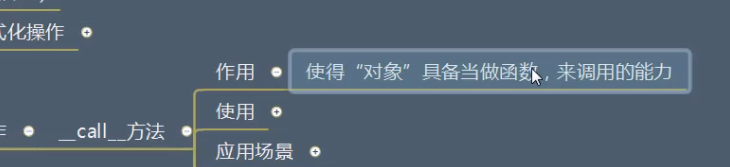 式化操作
作用
使得“对象”具备当做函数，来调用的能力
使用
作
__call__方法
应用场景